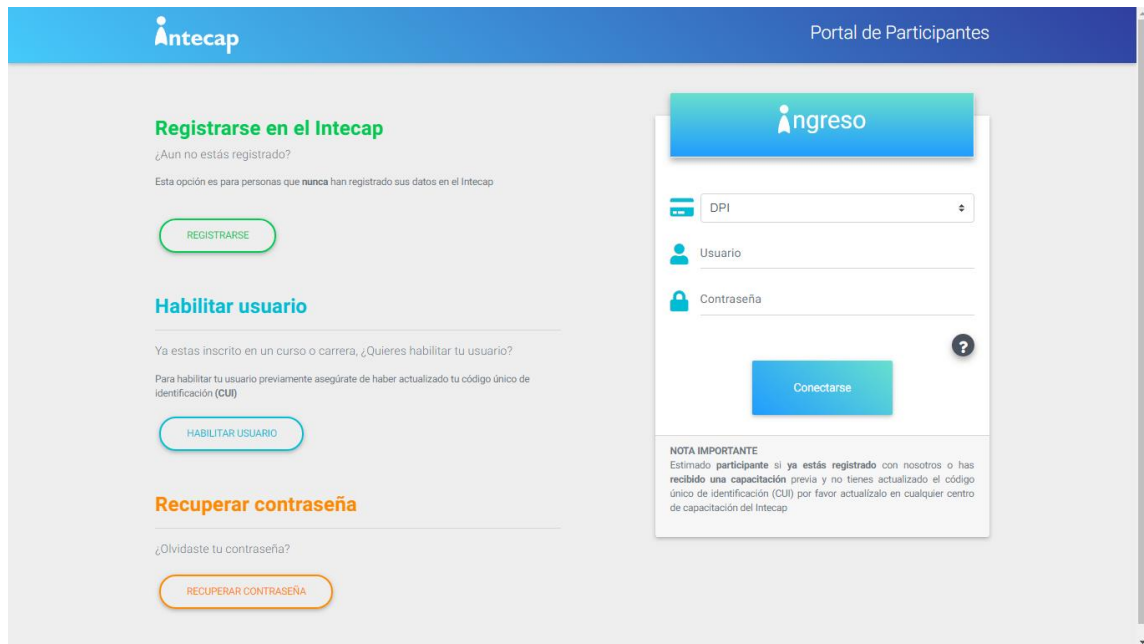 intecap
Portal de Participantes
Registrarse en el Intecap
¿Aun no estás registrado?
Esta opción es para personas que nunca han registrado sus datos en el Intecap
REGISTRARSE
Habilitar usuario
Ya estas inscrito en un curso o carrera, ¿Quieres habilitar tu usuario?
Para habilitar tu usuario previamente asegúrate de haber actualizado tu código único de
identificación (CUI)
HABILITAR USUARIO
Recuperar contraseña
¿Olvidaste tu contraseña?
RECUPERAR CONTRASEÑA
ingreso
DPI
Usuario
Contraseña
?
Conectarse
NOTA IMPORTANTE
Estimado participante si ya estás registrado con nosotros o has
recibido una capacitación previa y no tienes actualizado el código
único de identificación (CUI) por favor actualízalo en cualquier centro
de capacitación del Intecap